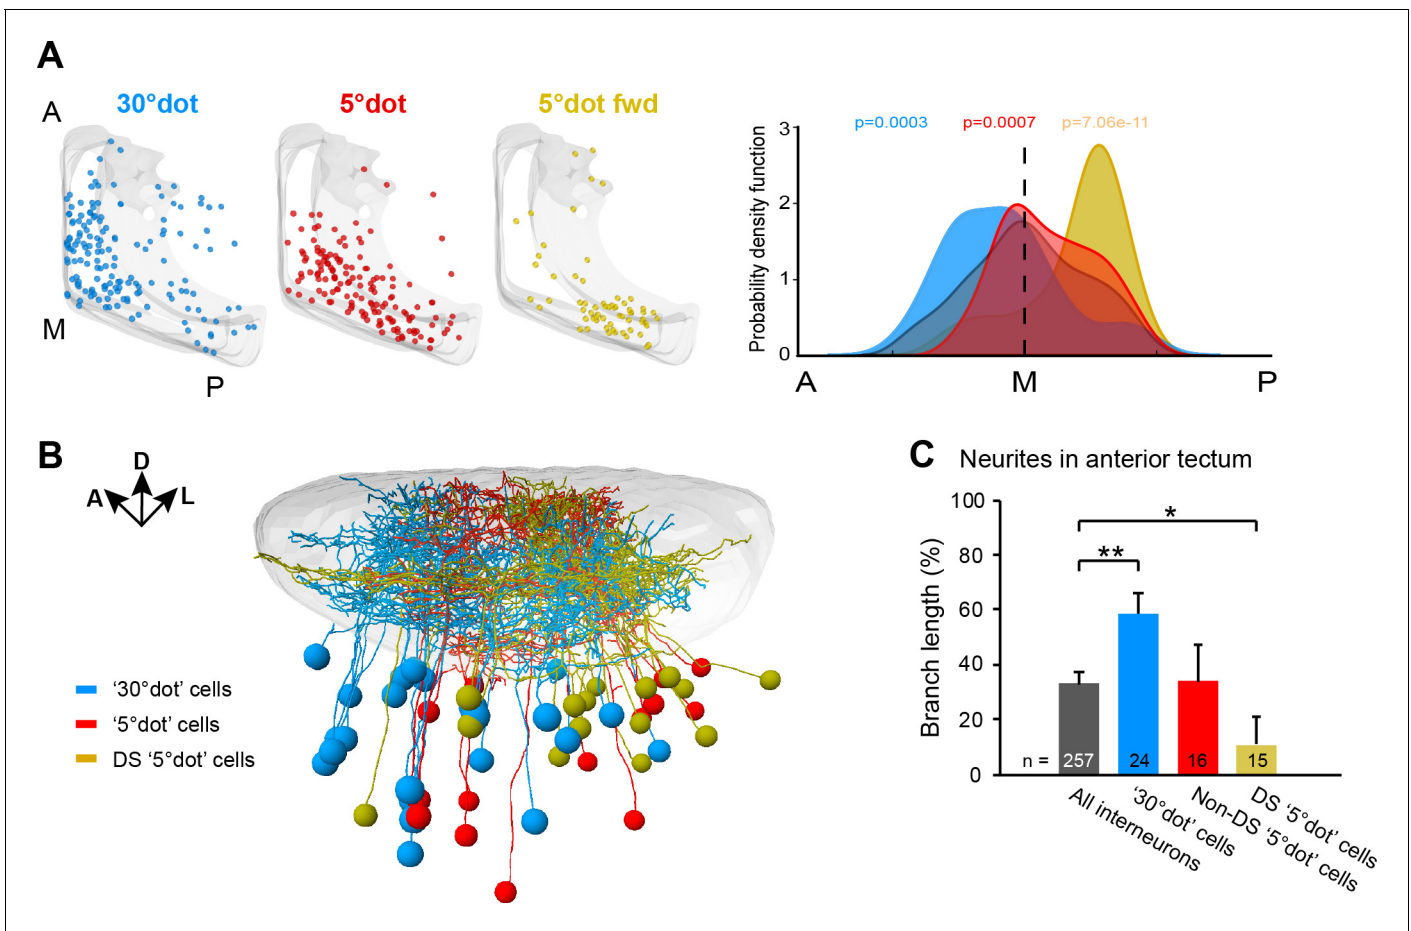 A
30°dot
5°dot
5°dot fwd
A
M
P
p=0.0003
p=0.0007
p=7.06e-11
Probability density function
3
2
1
0
A
M
P
B
D
A
L
‘30°dot’ cells
‘5°dot’ cells
DS ‘5°dot’ cells
C
Neurites in anterior tectum
Branch length (%)
100
80
60
40
20
0
*
**
n =
257
24
16
15
All interneurons
‘30°dot’ cells
Non-DS ‘5°dot’ cells
DS ‘5°dot’ cells